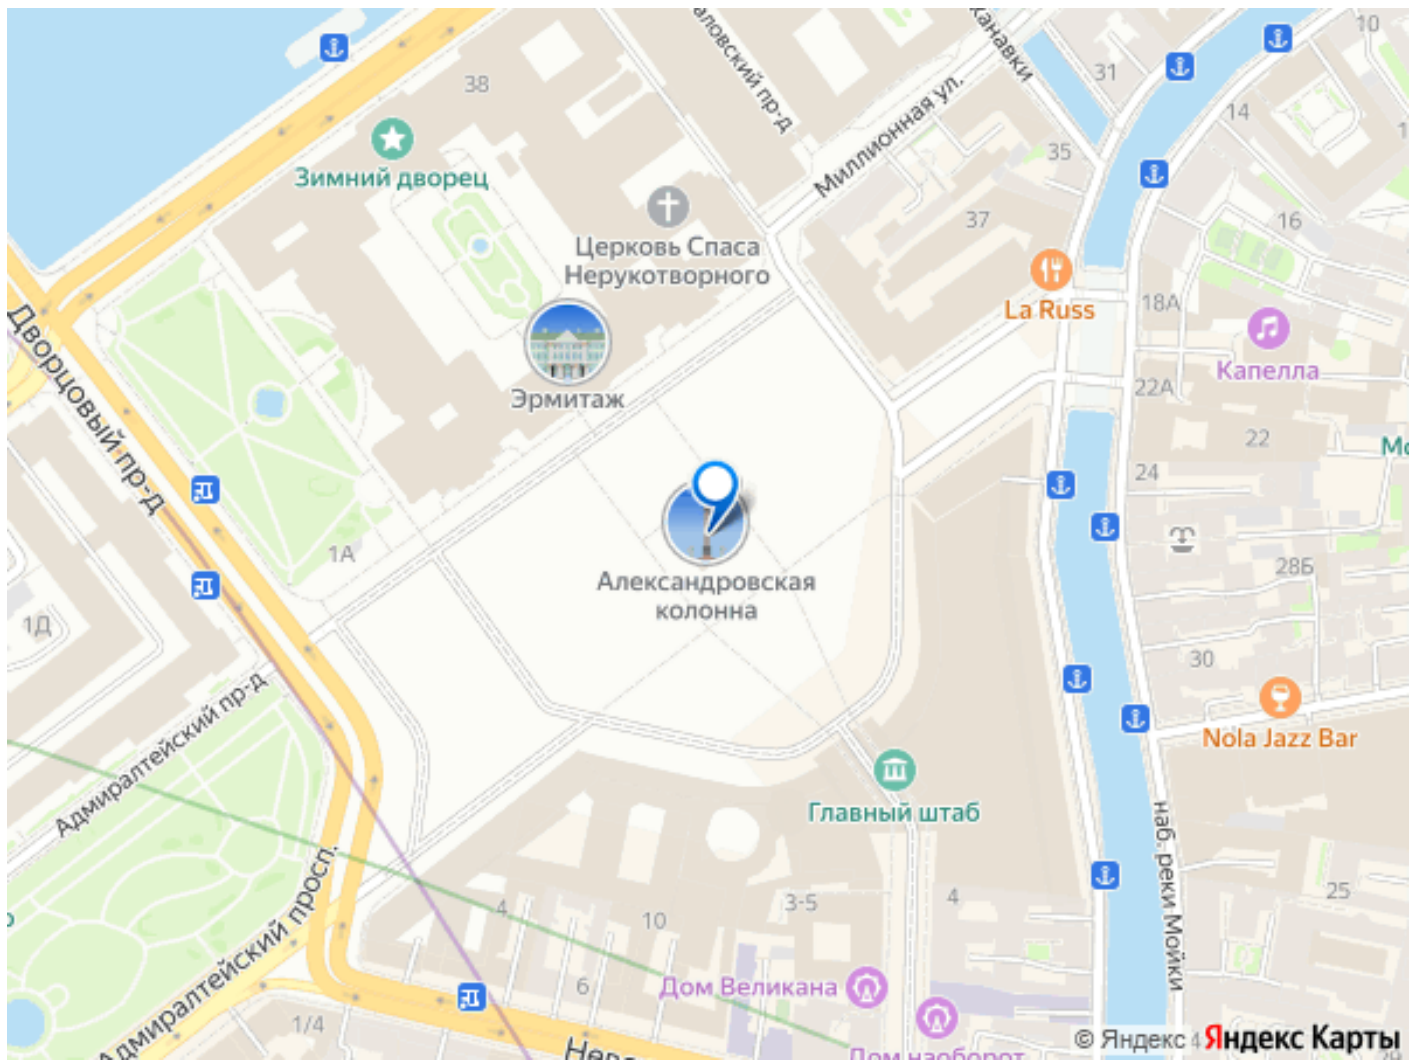 38
Зимний дворец
Миллионная ул.
31
10
14
35
37
16
Церковь Спаса
Нерукотворного
La Russ
18А
Капелла
22А
22
24
Эрмитаж
Дворцовый пр-д
1А
1Д
Александровская
колонна
28Б
30
Nola Jazz Bar
Адмиралтейский пр-д
Главный штаб
наб. реки Мойки
Адмиралтейский просп.
4
10
3-5
4
25
6
1/4
Дом Великана
Дом наоборот
© Яндекс Яндекс Карты